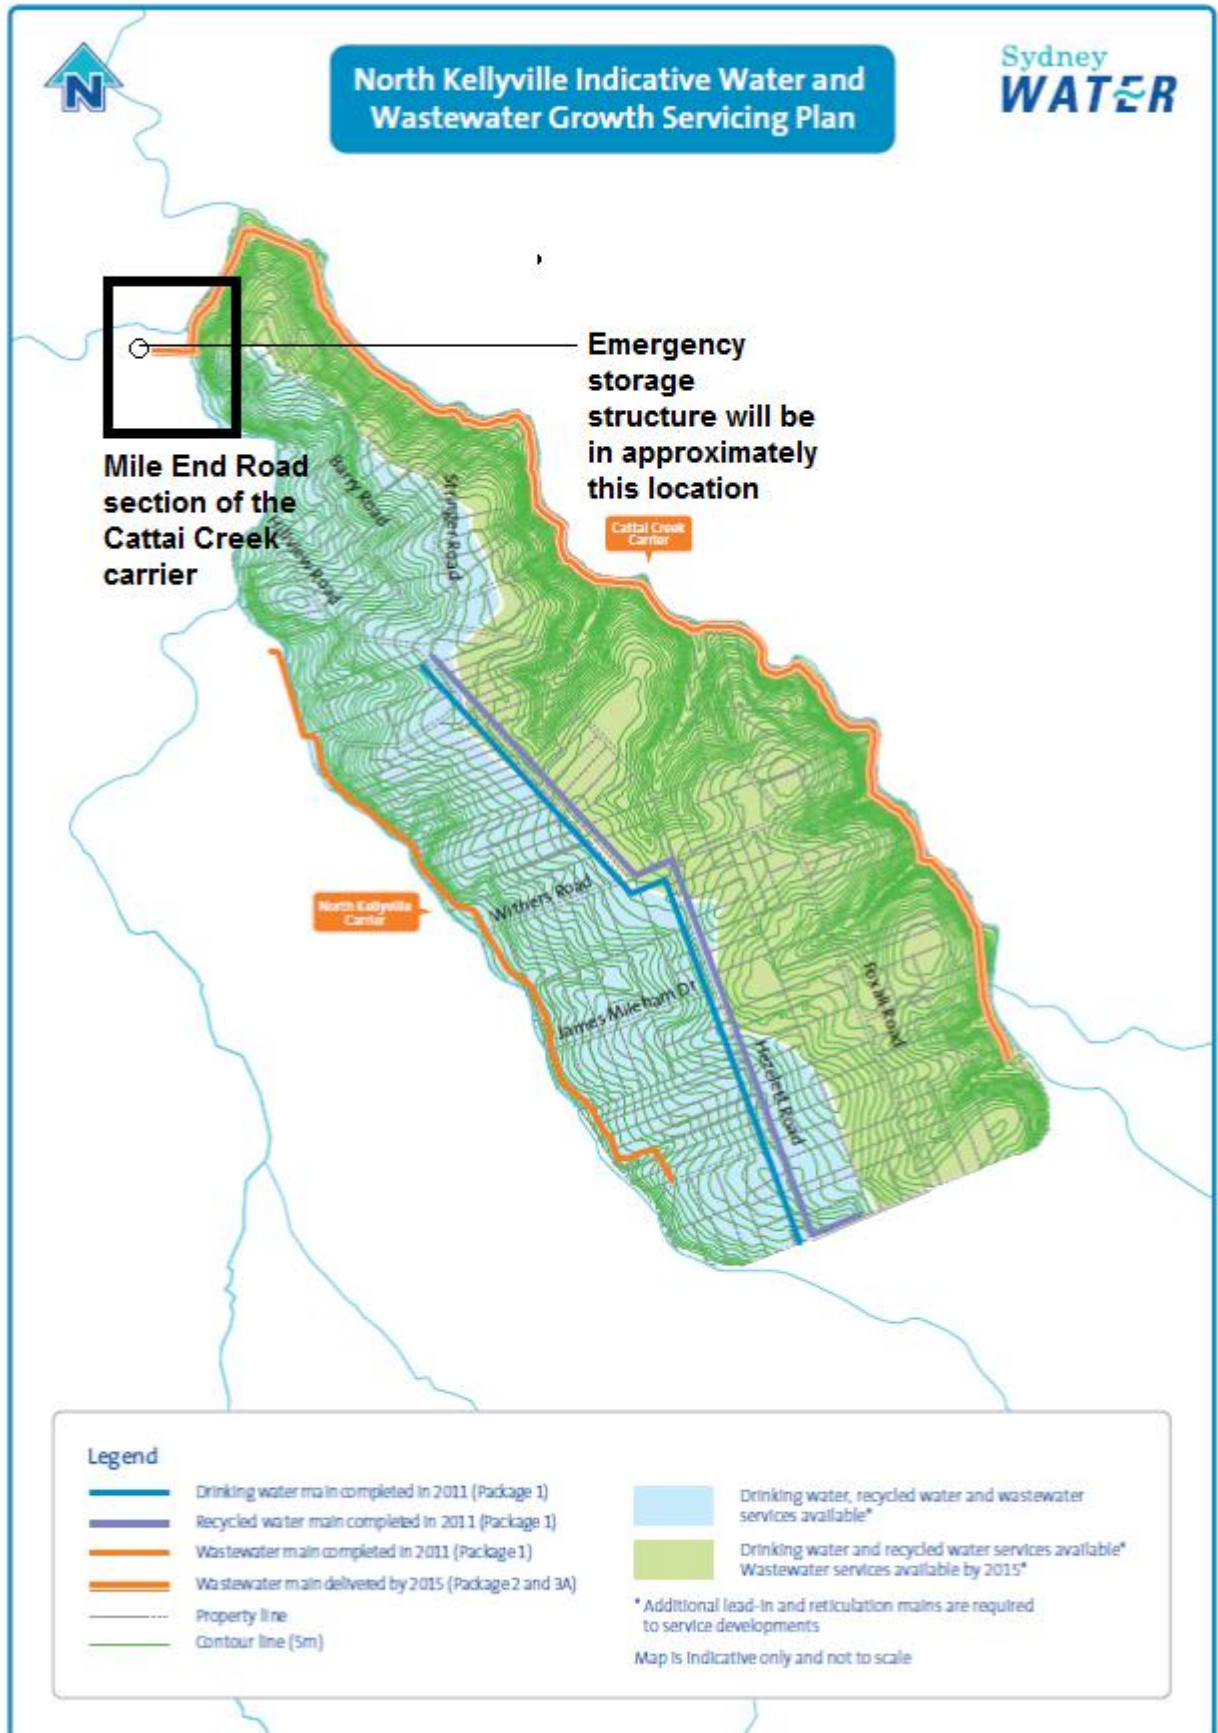 N
North Kellyville Indicative Water and
Wastewater Growth Servicing Plan
Sydney
WATER
Emergency
storage
structure will be
in approximately
this location
Mile End Road
section of the
Cattai Creek
carrier
Barry Road
Stringer Road
Hillview Road
Cattai Creek
Carrier
North Kellyville
Carrier
Withers Road
James Mileham Dr
Foxall Road
Hezelett Road
Legend
Drinking water main completed in 2011 (Package 1)
Recycled water main completed in 2011 (Package 1)
Wastewater main completed in 2011 (Package 1)
Wastewater main delivered by 2015 (Package 2 and 3A)
Property line
Contour line (5m)
Drinking water, recycled water and wastewater
services available*
Drinking water and recycled water services available*
Wastewater services available by 2015*
* Additional lead-in and reticulation mains are required
to service developments
Map is indicative only and not to scale